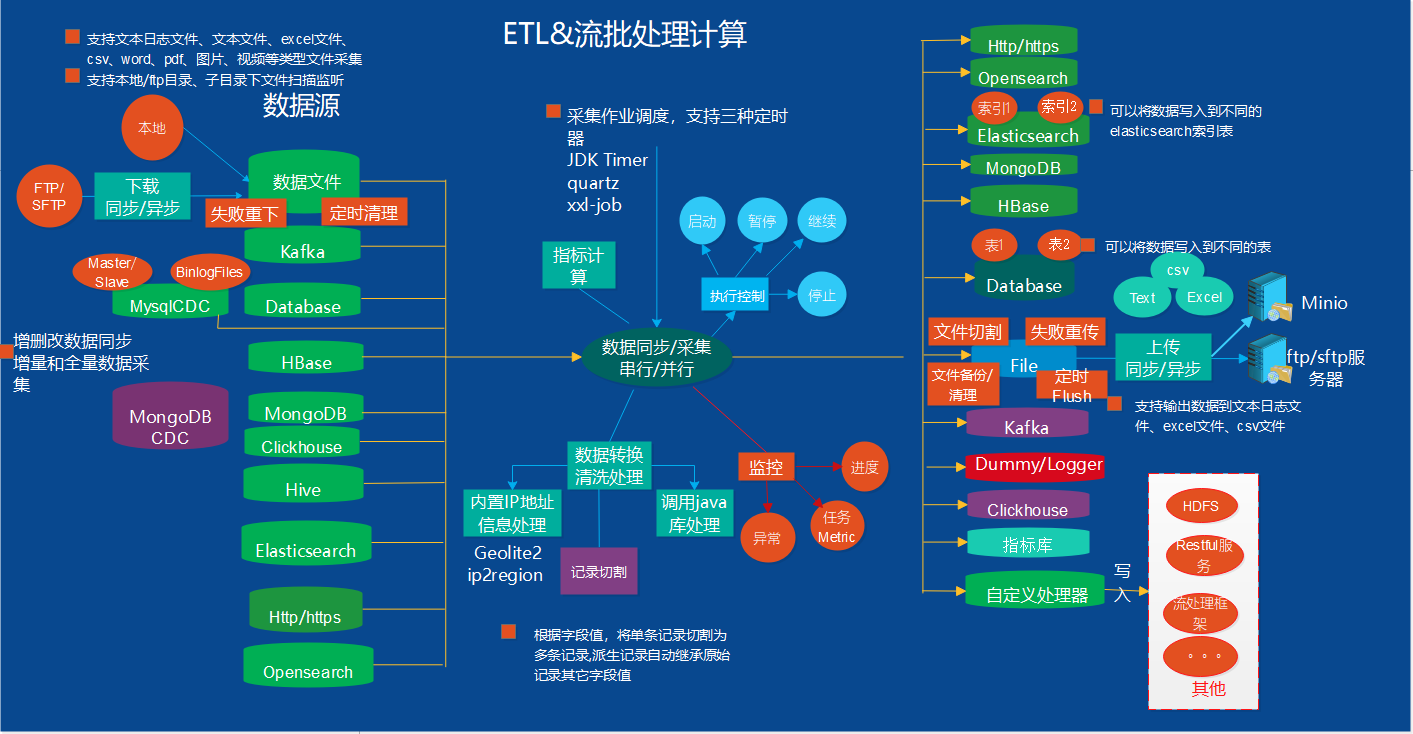 ETL&流批处理计算
支持文本日志文件、文本文件、excel文件、
csv、word、pdf、图片、视频等类型文件采集
支持本地/ftp目录、子目录下文件扫描监听
数据源
本地
FTP/
SFTP
下载
同步/异步
数据文件
失败重下
定时清理
Kafka
Master/
Slave
BinlogFiles
MysqlCDC
Database
增删改数据同步
增量和全量数据采
集
HBase
MongoDB
CDC
MongoDB
Clickhouse
Hive
Elasticsearch
Http/https
Opensearch
采集作业调度，支持三种定时
器
JDK Timer
quartz
xxl-job
指标计
算
启动
暂停
继续
执行控制
停止
数据同步/采集
串行/并行
数据转换
清洗处理
内置IP地址
信息处理
调用java
库处理
Geolite2
ip2region
记录切割
监控
进度
异常
任务
Metric
根据字段值，将单条记录切割为
多条记录,派生记录自动继承原始
记录其它字段值
Http/https
Opensearch
索引1
索引2
Elasticsearch
可以将数据写入到不同的
elasticsearch索引表
MongoDB
HBase
表1
表2
可以将数据写入到不同的表
Database
csv
Text
Excel
Minio
文件切割
失败重传
File
上传
同步/异步
ftp/sftp服
务器
文件备份/
清理
定时
Flush
支持输出数据到文本日志文
件、excel文件、csv文件
Kafka
Dummy/Logger
Clickhouse
指标库
自定义处理器
写
入
HDFS
Restful服
务
流处理框
架
。。。
其他